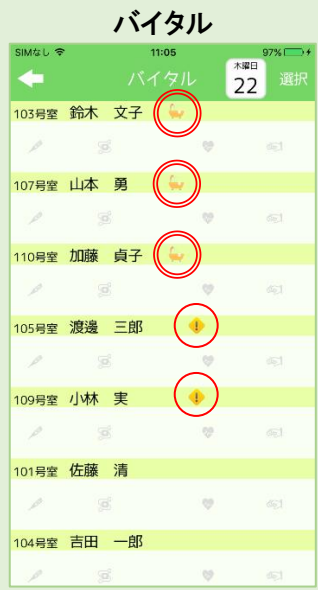 バイタル
SIMなし 11:05 97%
バイタル 木曜日 22 選択
103号室 鈴木 文子
107号室 山本 勇
110号室 加藤 貞子
105号室 渡邊 三郎
109号室 小林 実
101号室 佐藤 清
104号室 吉田 一郎